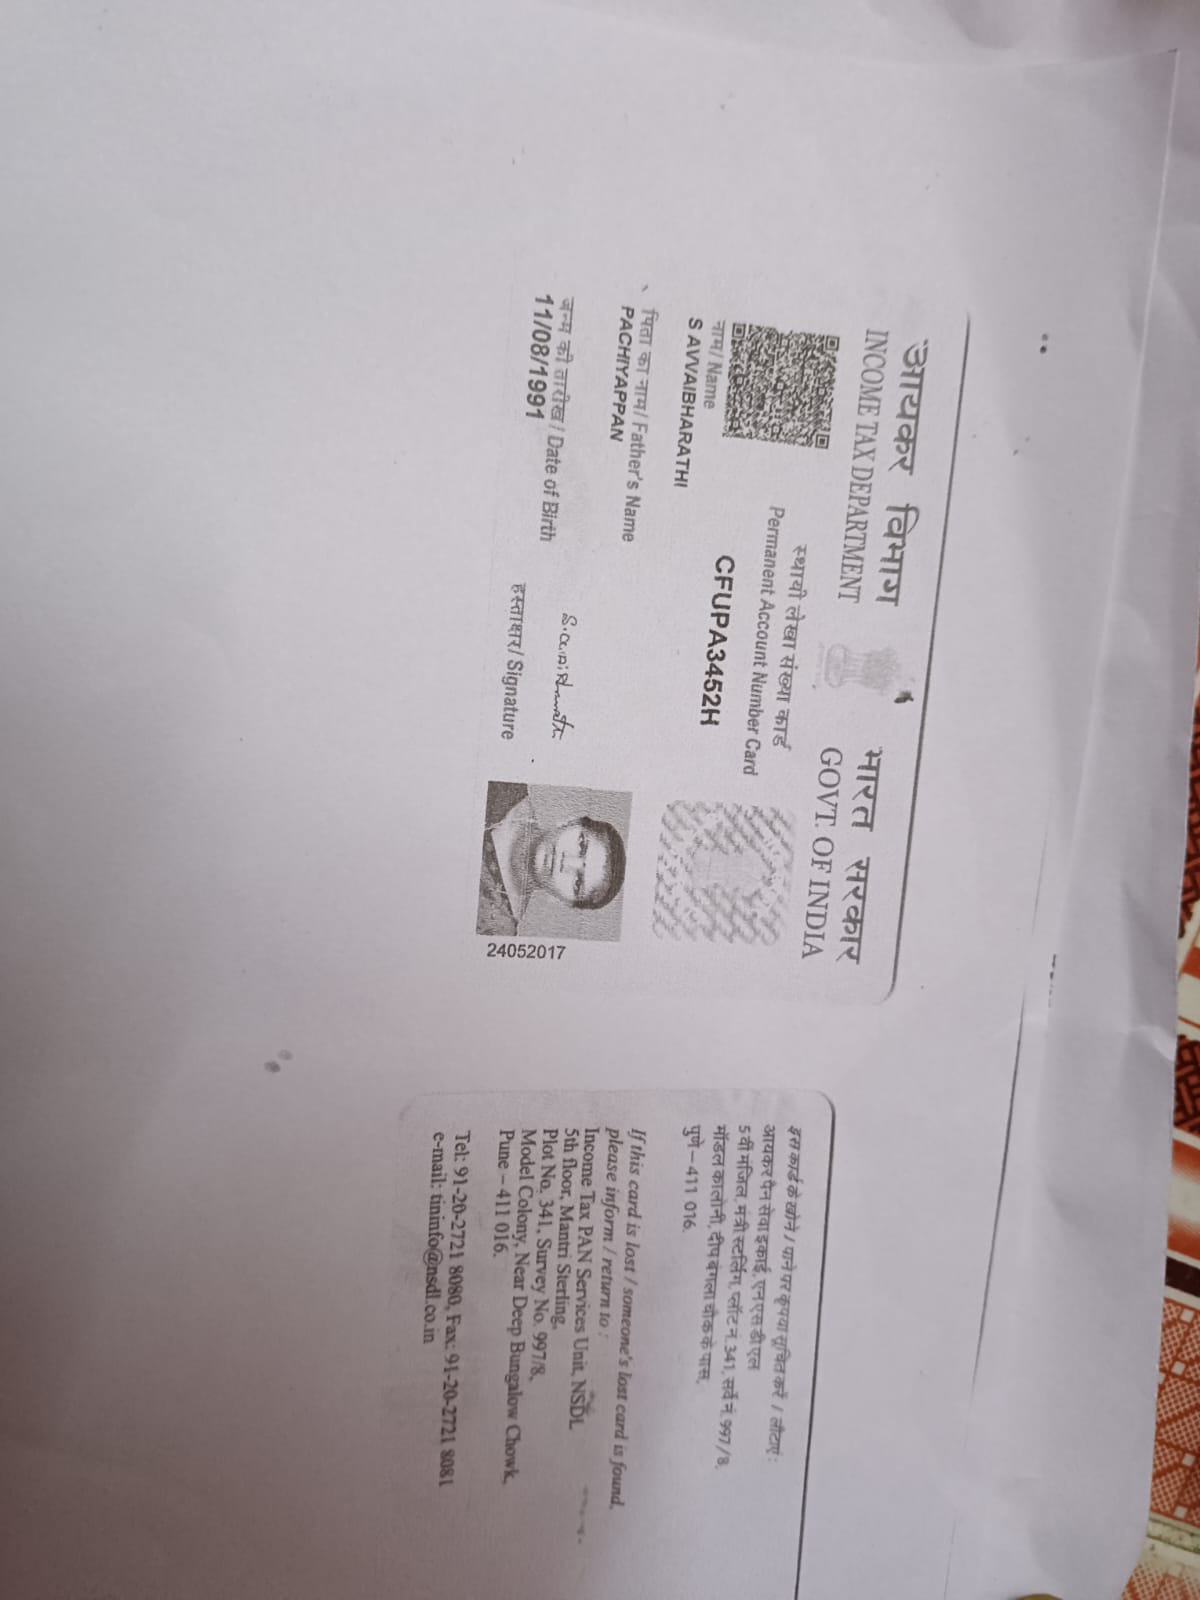 आयकर विभाग
INCOME TAX DEPARTMENT
भारत सरकार
GOVT. OF INDIA
स्थायी लेखा संख्या कार्ड
Permanent Account Number Card
CFUPA3452H
नाम / Name
S AVVAIBHARATHI
पिता का नाम / Father's Name
PACHIYAPPAN
जन्म की तारीख / Date of Birth
11/08/1991
हस्ताक्षर / Signature
24052017
इस कार्ड के खोने / पाने पर कृपया सूचित करें / लौटाएं :
आयकर पैन सेवा इकाई, एन एस डी एल
5 वीं मंजिल, मंत्री स्टर्लिंग, प्लॉट नं. 341, सर्वे नं. 997/8,
मॉडल कालोनी, दीप बंगला चौक के पास,
पुणे – 411 016.
If this card is lost / someone's lost card is found,
please inform / return to :
Income Tax PAN Services Unit, NSDL
5th floor, Mantri Sterling,
Plot No. 341, Survey No. 997/8,
Model Colony, Near Deep Bungalow Chowk,
Pune – 411 016.
Tel: 91-20-2721 8080, Fax: 91-20-2721 8081
e-mail: tininfo@nsdl.co.in